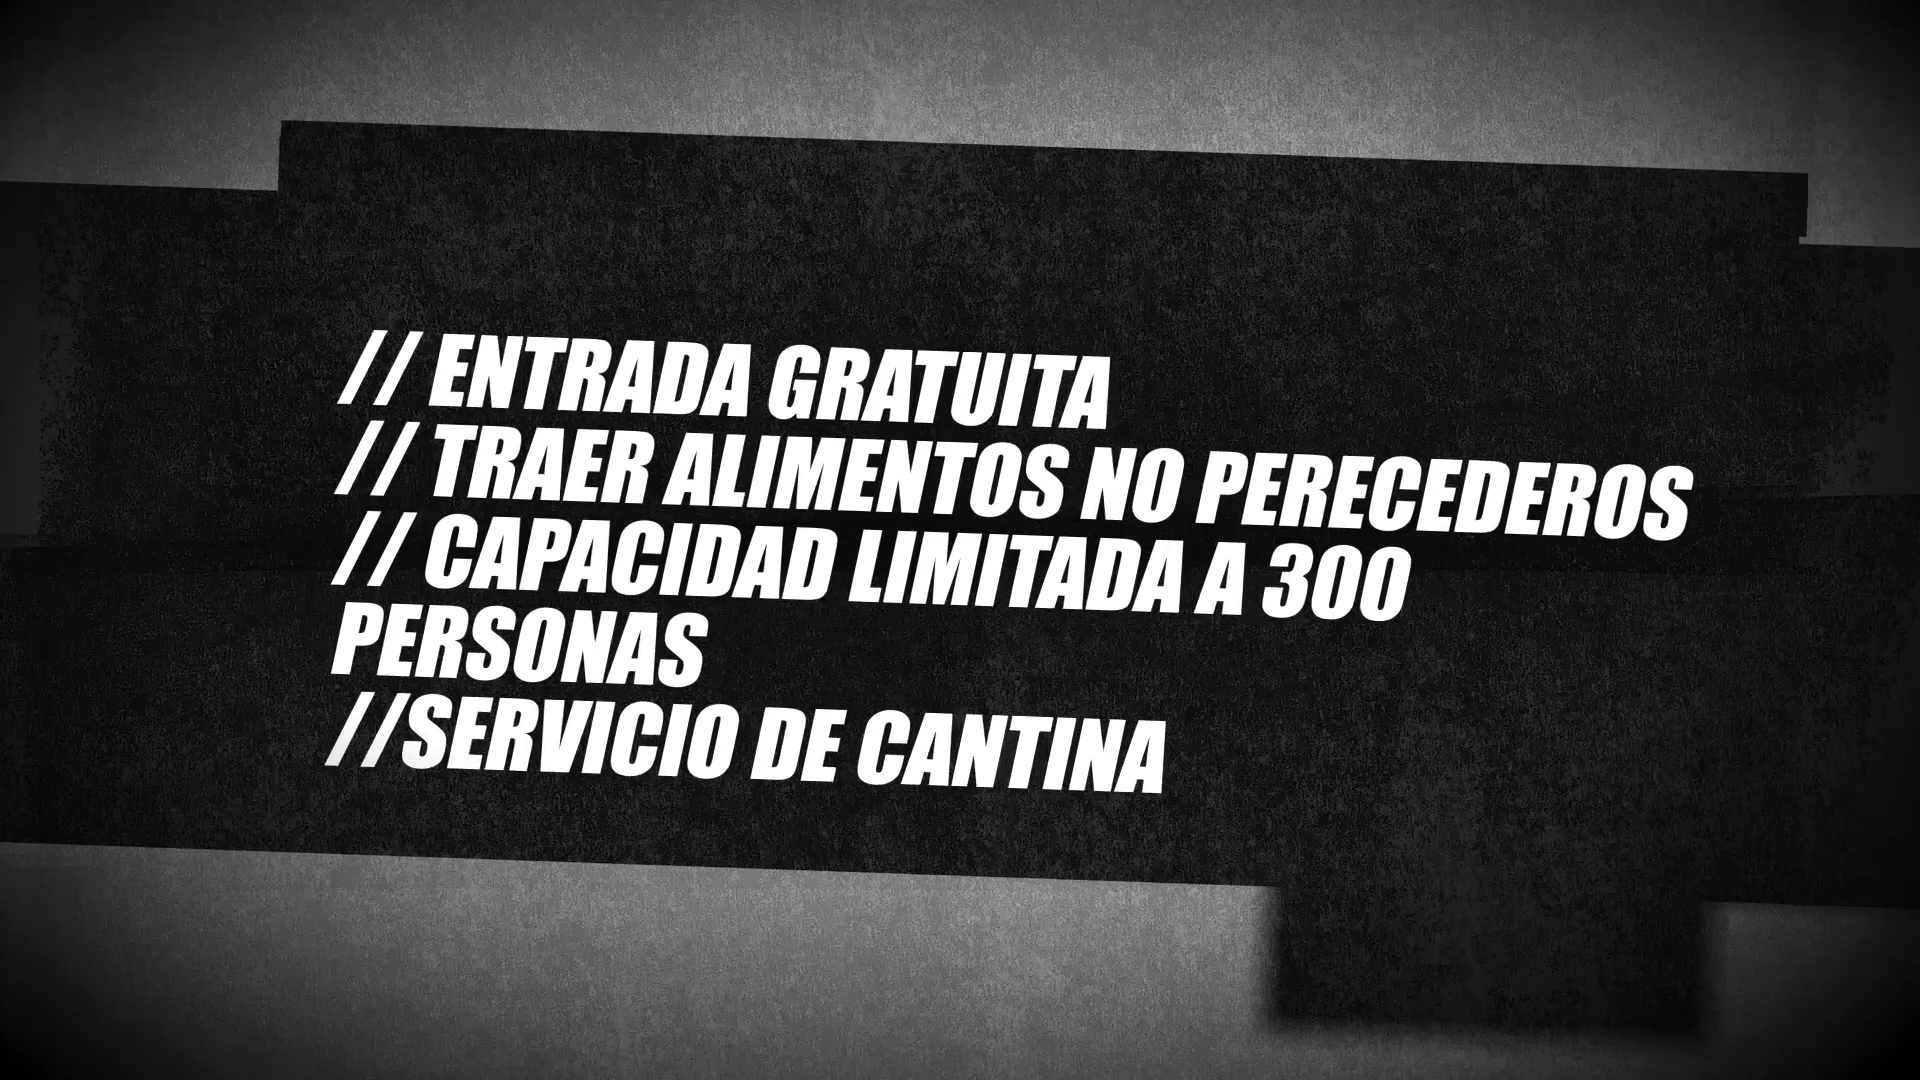 // ENTRADA GRATUITA
// TRAER ALIMENTOS NO PERECEDEROS
// CAPACIDAD LIMITADA A 300
PERSONAS
//SERVICIO DE CANTINA